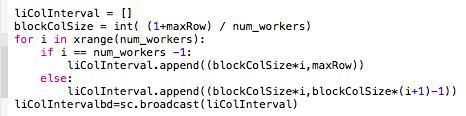 liColInterval = []
blockColSize = int( (1+maxRow) / num_workers)
for i in xrange(num_workers):
    if i == num_workers -1:
        liColInterval.append((blockColSize*i,maxRow))
    else:
        liColInterval.append((blockColSize*i,blockColSize*(i+1)-1))
liColIntervalbd=sc.broadcast(liColInterval)